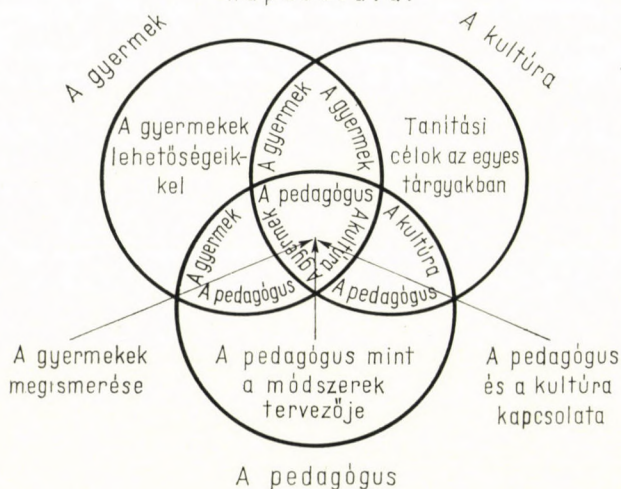 A gyermek
A kultúra
A gyermekek
lehetőségeik-
kel
A gyermek
A gyermek
Tanítási
célok az egyes
tárgyakban
A pedagógus
A gyermek
A kultúra
A gyermek
A kultúra
A pedagógus
A pedagógus
A gyermekek
megismerése
A pedagógus mint
a módszerek
tervezője
A pedagógus
és a kultúra
kapcsolata
A pedagógus